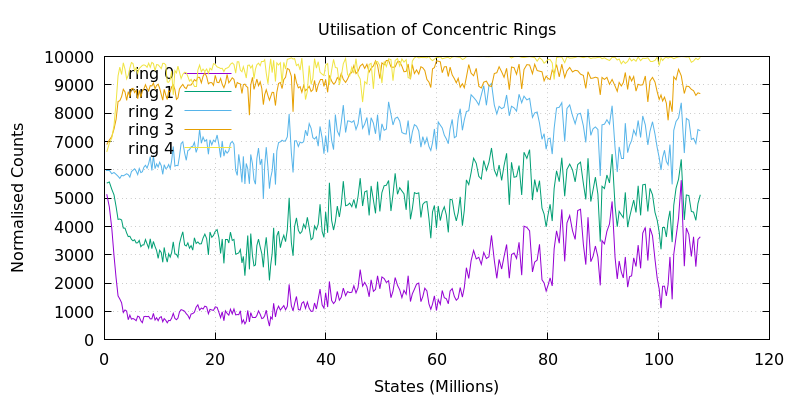 Utilisation of Concentric Rings
Normalised Counts
10000
9000
8000
7000
6000
5000
4000
3000
2000
1000
0
ring 0
ring 1
ring 2
ring 3
ring 4
0 20 40 60 80 100 120
States (Millions)